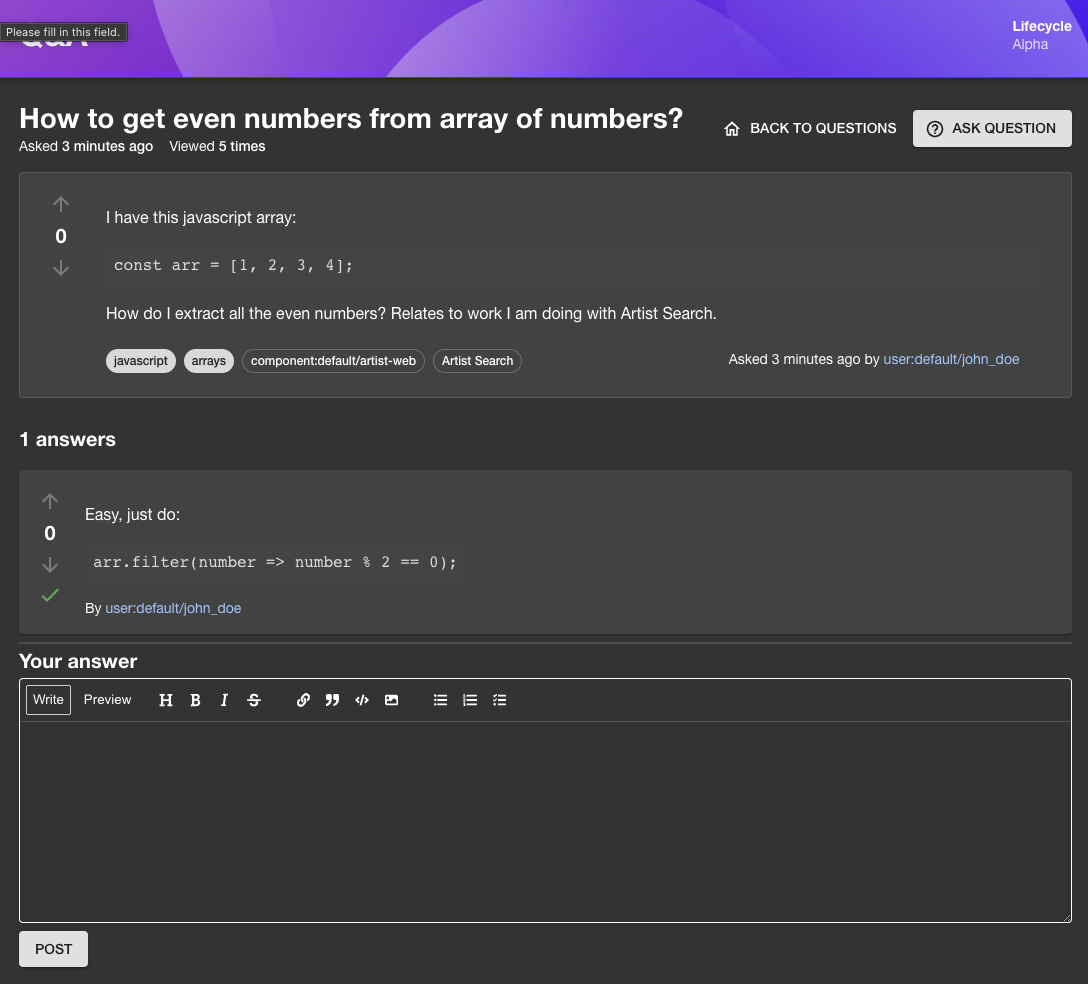 Please fill in this field.
Q&A
Lifecycle
Alpha
How to get even numbers from array of numbers?
Asked 3 minutes ago Viewed 5 times
BACK TO QUESTIONS
ASK QUESTION
0
I have this javascript array:
const arr = [1, 2, 3, 4];
How do I extract all the even numbers? Relates to work I am doing with Artist Search.
javascript arrays component:default/artist-web Artist Search
Asked 3 minutes ago by user:default/john_doe
1 answers
0
Easy, just do:
arr.filter(number => number % 2 == 0);
By user:default/john_doe
Your answer
Write Preview H B I S
POST